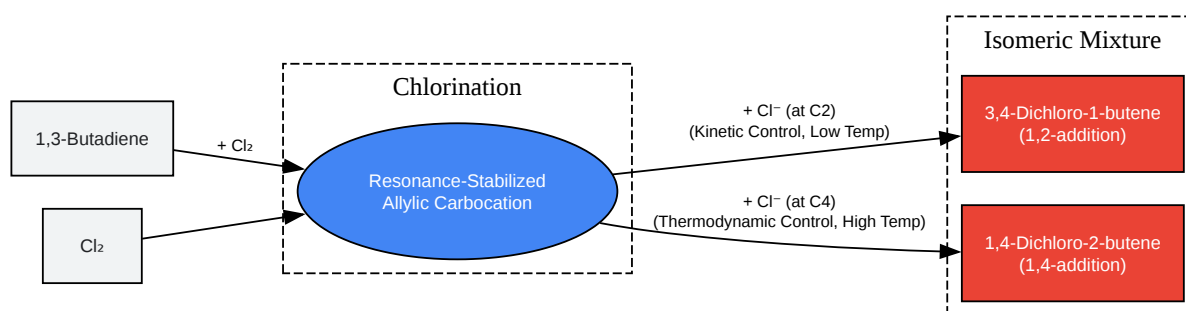 1,3-Butadiene
Cl₂
+ Cl₂
Chlorination
Resonance-Stabilized
Allylic Carbocation
+ Cl⁻ (at C2)
(Kinetic Control, Low Temp)
+ Cl⁻ (at C4)
(Thermodynamic Control, High Temp)
Isomeric Mixture
3,4-Dichloro-1-butene
(1,2-addition)
1,4-Dichloro-2-butene
(1,4-addition)